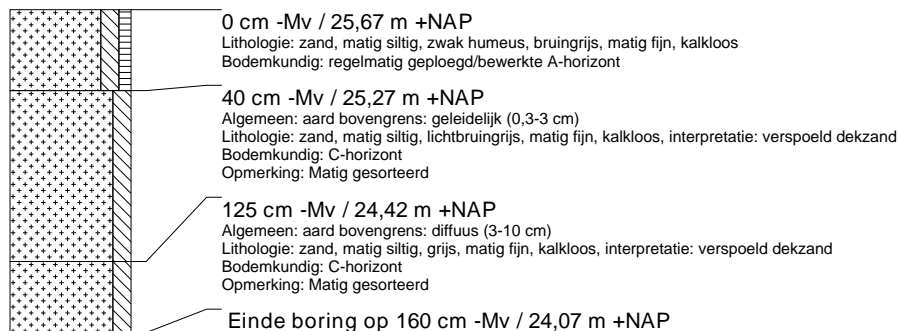 0 cm -Mv / 25,67 m +NAP
Lithologie: zand, matig siltig, zwak humeus, bruingrijs, matig fijn, kalkloos
Bodemkundig: regelmatig geploegd/bewerkte A-horizont
40 cm -Mv / 25,27 m +NAP
Algemeen: aard bovengrens: geleidelijk (0,3-3 cm)
Lithologie: zand, matig siltig, lichtbruingrijs, matig fijn, kalkloos, interpretatie: verspoeld dekzand
Bodemkundig: C-horizont
Opmerking: Matig gesorteerd
125 cm -Mv / 24,42 m +NAP
Algemeen: aard bovengrens: diffuus (3-10 cm)
Lithologie: zand, matig siltig, grijs, matig fijn, kalkloos, interpretatie: verspoeld dekzand
Bodemkundig: C-horizont
Opmerking: Matig gesorteerd
Einde boring op 160 cm -Mv / 24,07 m +NAP